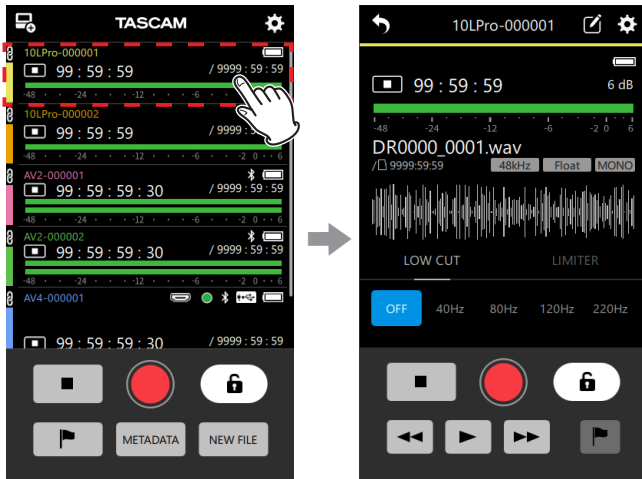 TASCAM
10LPro-000001
99 : 59 : 59
/ 9999 : 59 : 59
-48 -24 -12 -6 -2 0 6
10LPro-000002
99 : 59 : 59
/ 9999 : 59 : 59
-48 -24 -12 -6 -2 0 6
AV2-000001
99 : 59 : 59 : 30
/ 9999 : 59 : 59
-48 -24 -12 -6 -2 0 6
AV2-000002
99 : 59 : 59 : 30
/ 9999 : 59 : 59
-48 -24 -12 -6 -2 0 6
AV4-000001
99 : 59 : 59 : 30
/ 9999 : 59 : 59
METADATA
NEW FILE
10LPro-000001
99 : 59 : 59
6 dB
-48 -24 -12 -6 -2 0 6
DR0000_0001.wav
/ 9999:59:59 48kHz Float MONO
LOW CUT LIMITER
OFF 40Hz 80Hz 120Hz 220Hz